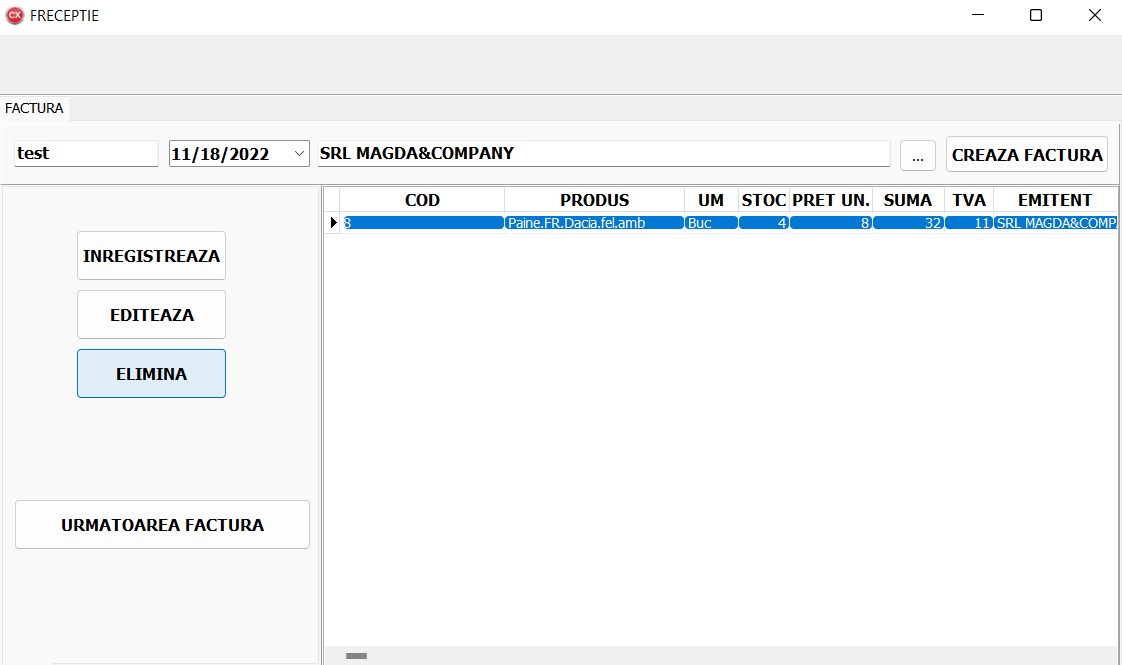 CX FRECEPTIE
FACTURA
test 11/18/2022 SRL MAGDA&COMPANY ... CREAZA FACTURA
COD PRODUS UM STOC PRET UN. SUMA TVA EMITENT
8 Paine.FR.Dacia.fel.amb Buc 4 8 32 11 SRL MAGDA&COMP
INREGISTREAZA
EDITEAZA
ELIMINA
URMATOAREA FACTURA